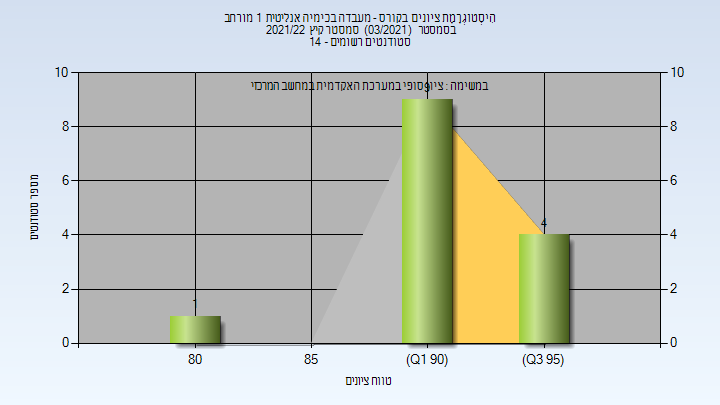 היסטוגרמת ציונים בקורס - מעבדה בכימיה אנליטית 1 מורחב
בסמסטר (03/2021) סמסטר קיץ 2021/22
סטודנטים רשומים - 14
במשימה : ציון סופי במערכת האקדמית במחשב המרכזי
מספר סטודנטים
10
8
6
4
2
0
10
8
6
4
2
0
1
9
4
80
85
(Q1 90)
(Q3 95)
טווח ציונים